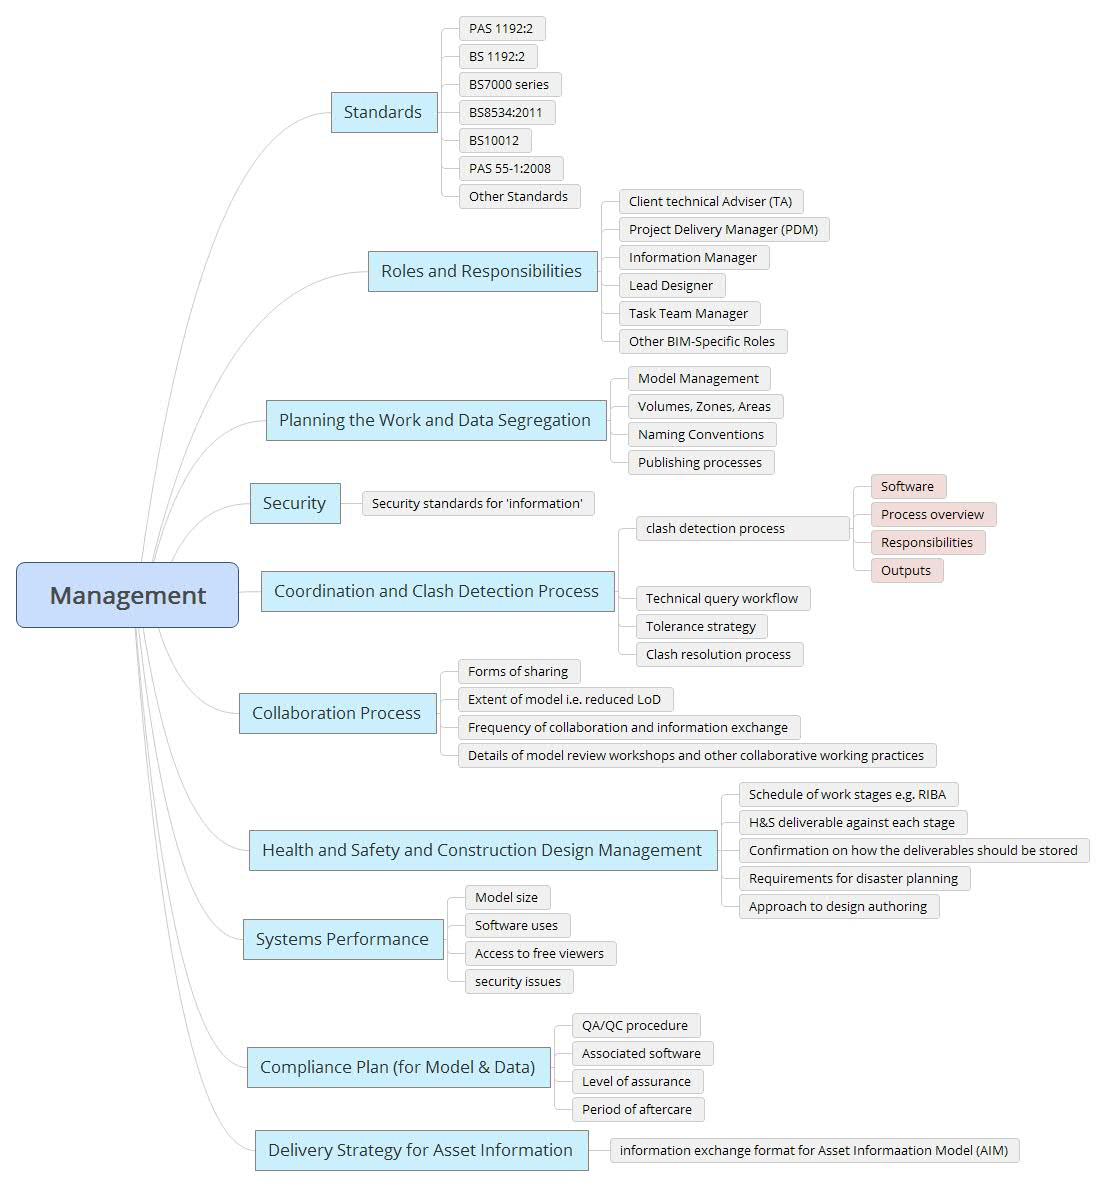 Management
Standards
PAS 1192:2
BS 1192:2
BS7000 series
BS8534:2011
BS10012
PAS 55-1:2008
Other Standards
Roles and Responsibilities
Client technical Adviser (TA)
Project Delivery Manager (PDM)
Information Manager
Lead Designer
Task Team Manager
Other BIM-Specific Roles
Planning the Work and Data Segregation
Model Management
Volumes, Zones, Areas
Naming Conventions
Publishing processes
Security
Security standards for 'information'
Coordination and Clash Detection Process
clash detection process
Software
Process overview
Responsibilities
Outputs
Technical query workflow
Tolerance strategy
Clash resolution process
Collaboration Process
Forms of sharing
Extent of model i.e. reduced LoD
Frequency of collaboration and information exchange
Details of model review workshops and other collaborative working practices
Health and Safety and Construction Design Management
Schedule of work stages e.g. RIBA
H&S deliverable against each stage
Confirmation on how the deliverables should be stored
Requirements for disaster planning
Approach to design authoring
Systems Performance
Model size
Software uses
Access to free viewers
security issues
Compliance Plan (for Model & Data)
QA/QC procedure
Associated software
Level of assurance
Period of aftercare
Delivery Strategy for Asset Information
information exchange format for Asset Informaation Model (AIM)